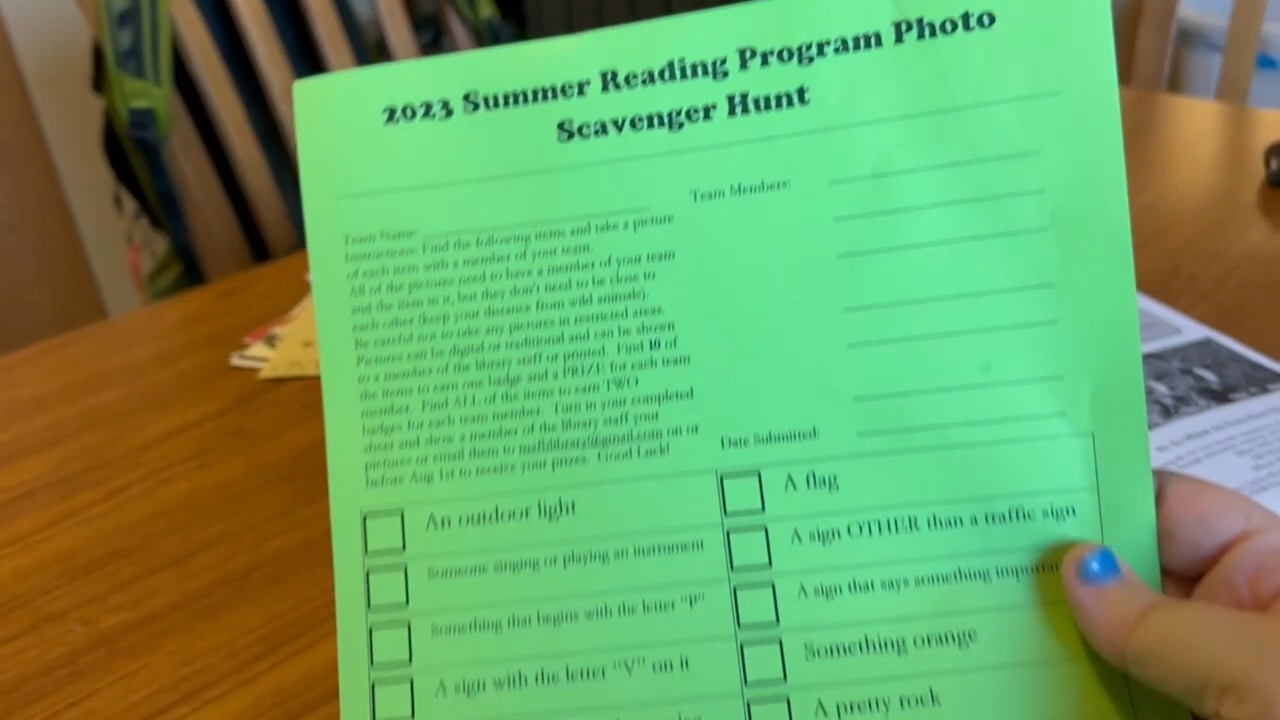 2023 Summer Reading Program Photo
Scavenger Hunt
Team Name:
Team Members:
Instructions: Find the following items and take a picture
of each item with a member of your team.
All of the pictures need to have a member of your team
and the item in it, but they don't need to be close to
each other (keep your distance from wild animals).
Be careful not to take any pictures in restricted areas.
Pictures can be digital or traditional and can be shown
to a member of the library staff or printed. Find 10 of
the items to earn one badge and a PRIZE for each team
member. Find ALL of the items to earn TWO
badges for each team member. Turn in your completed
sheet and show a member of the library staff your
pictures or email them to on or
before Aug 1st to receive your prizes. Good Luck!
Date Submitted:
An outdoor light
Someone singing or playing an instrument
Something that begins with the letter "P"
A sign with the letter "V" on it
A flag
A sign OTHER than a traffic sign
A sign that says something
Something orange
A pretty rock